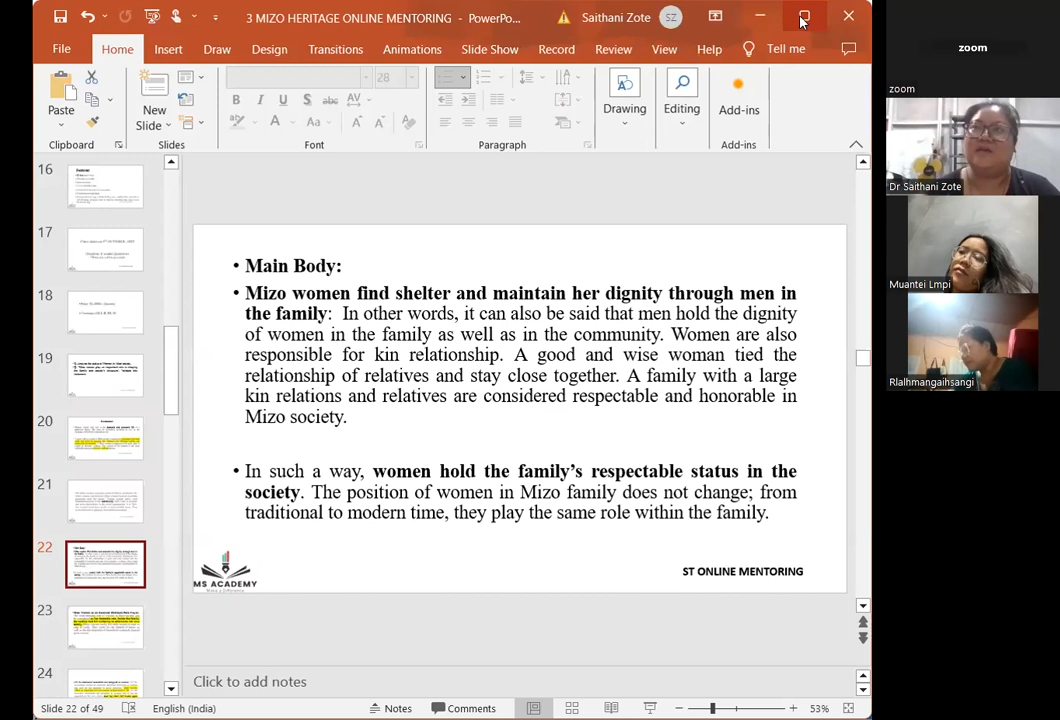 3 MIZO HERITAGE ONLINE MENTORING - PowerPo...
Saithani Zote
SZ
File
Home
Insert
Draw
Design
Transitions
Animations
Slide Show
Record
Review
View
Help
Tell me
Paste
New
Slide
28
Drawing
Editing
Add-ins
Clipboard
Slides
Font
Paragraph
Add-ins
16
17
18
19
20
21
22
23
24
• Main Body:
• Mizo women find shelter and maintain her dignity through men in
the family: In other words, it can also be said that men hold the dignity
of women in the family as well as in the community. Women are also
responsible for kin relationship. A good and wise woman tied the
relationship of relatives and stay close together. A family with a large
kin relations and relatives are considered respectable and honorable in
Mizo society.
• In such a way, women hold the family's respectable status in the
society. The position of women in Mizo family does not change; from
traditional to modern time, they play the same role within the family.
MS ACADEMY
ST ONLINE MENTORING
Click to add notes
Slide 22 of 49
English (India)
Notes
Comments
53%
zoom
zoom
Dr Saithani Zote
Muantei Lmpi
Rlalhmangaihsangi